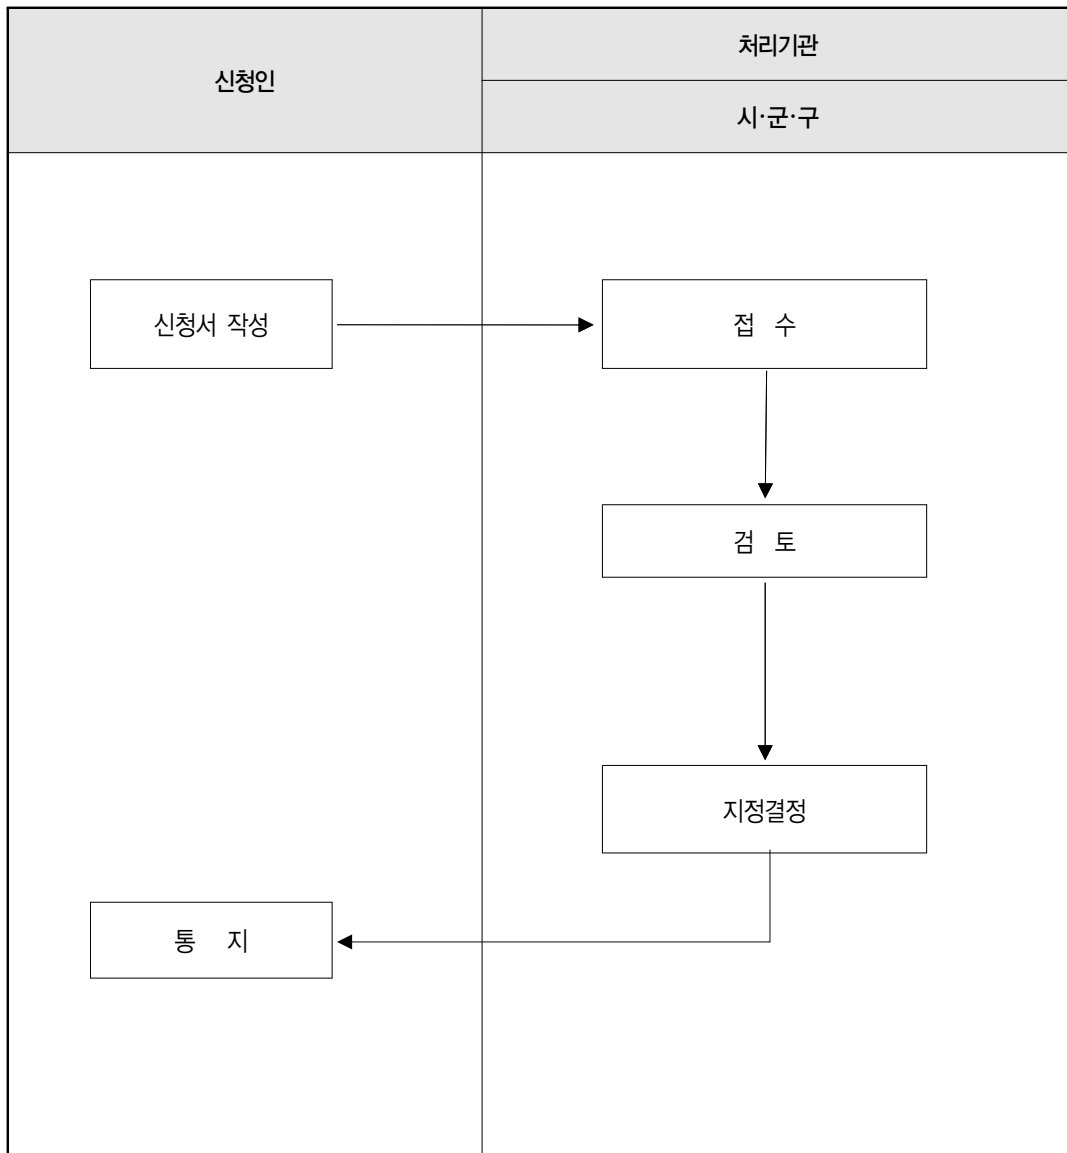 신청인
처리기관
시·군·구
신청서 작성
접 수
검 토
지정결정
통 지